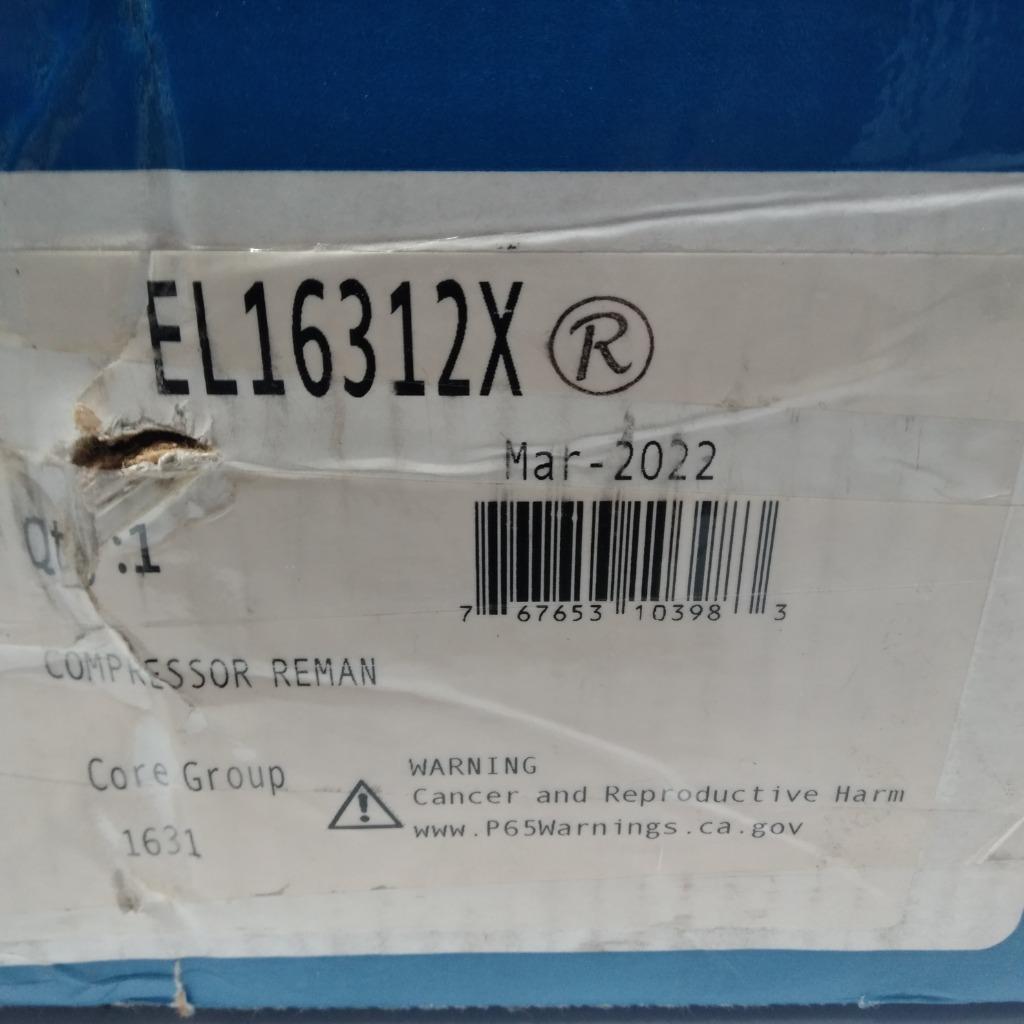 EL16312X ®
Mar-2022
Qty:1
7 67653 10398 3
COMPRESSOR REMAN
Core Group
1631
WARNING
Cancer and Reproductive Harm
www.P65Warnings.ca.gov